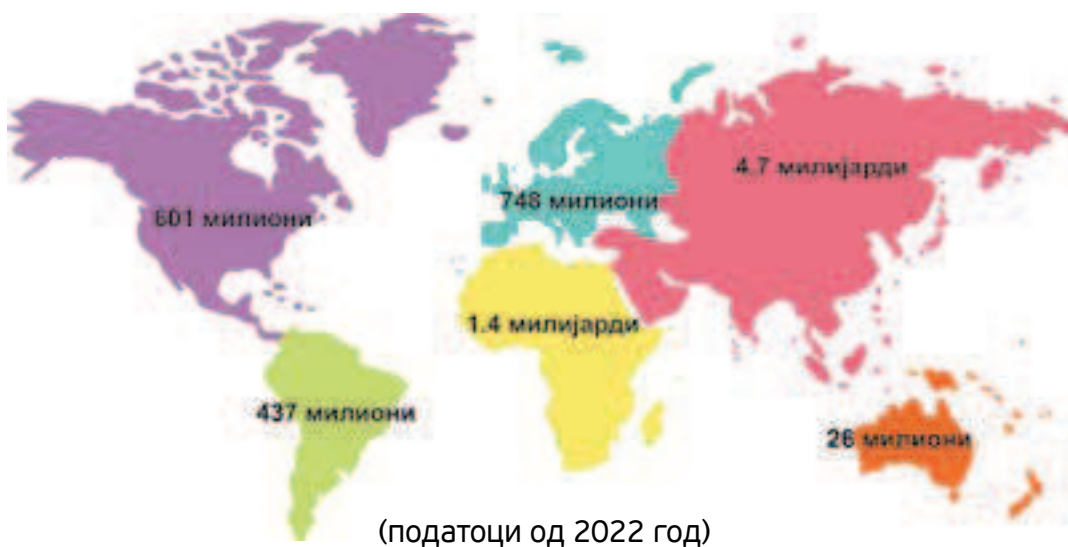 4.7 милијарди
601 милиони
748 милиони
1.4 милијарди
437 милиони
26 милиони
(податоци од 2022 год)